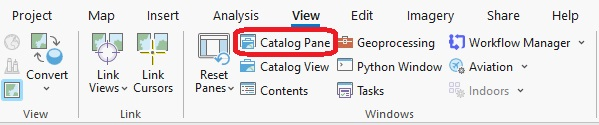 Project Map Insert Analysis View Edit Imagery Share
Convert
View
Link Views
Link Cursors
Link
Reset Panes
Catalog Pane
Catalog View
Contents
Geoprocessing
Python Window
Tasks
Workflow Manager
Aviation
Indoors
Windows